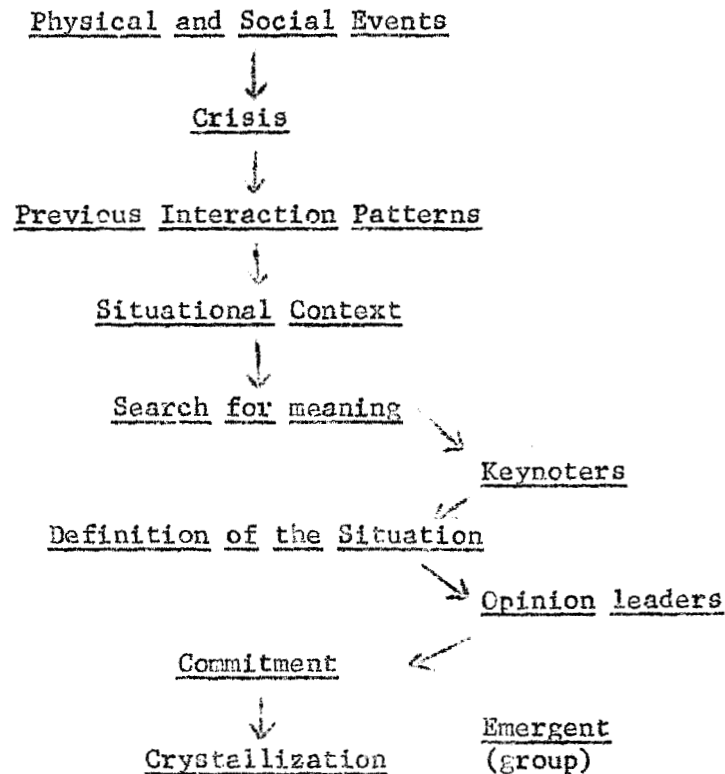 Physical and Social Events
Crisis
Previous Interaction Patterns
Situational Context
Search for meaning
Keynoters
Definition of the Situation
Opinion leaders
Commitment
Emergent
Crystallization (group)